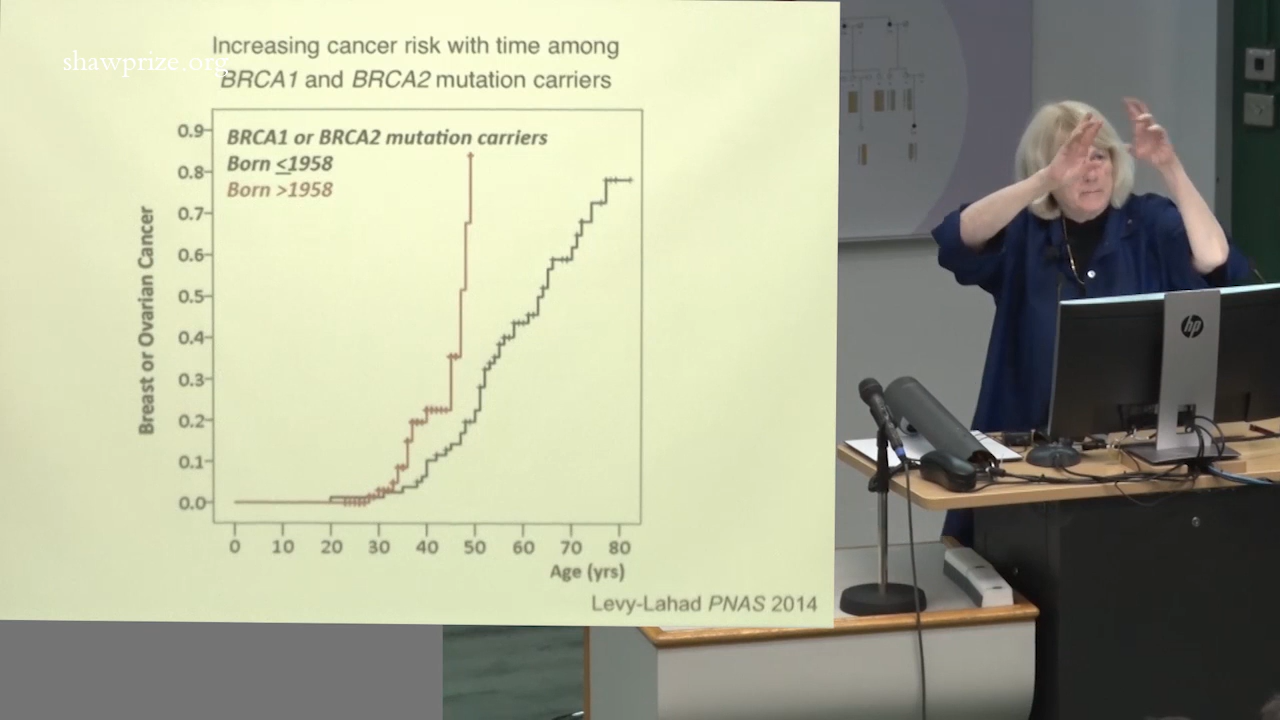 shawprize.org
Increasing cancer risk with time among
BRCA1 and BRCA2 mutation carriers
BRCA1 or BRCA2 mutation carriers
Born <1958
Born >1958
Breast or Ovarian Cancer
0.9
0.8
0.7
0.6
0.5
0.4
0.3
0.2
0.1
0.0
0 10 20 30 40 50 60 70 80
Age (yrs)
Levy-Lahad PNAS 2014
hp